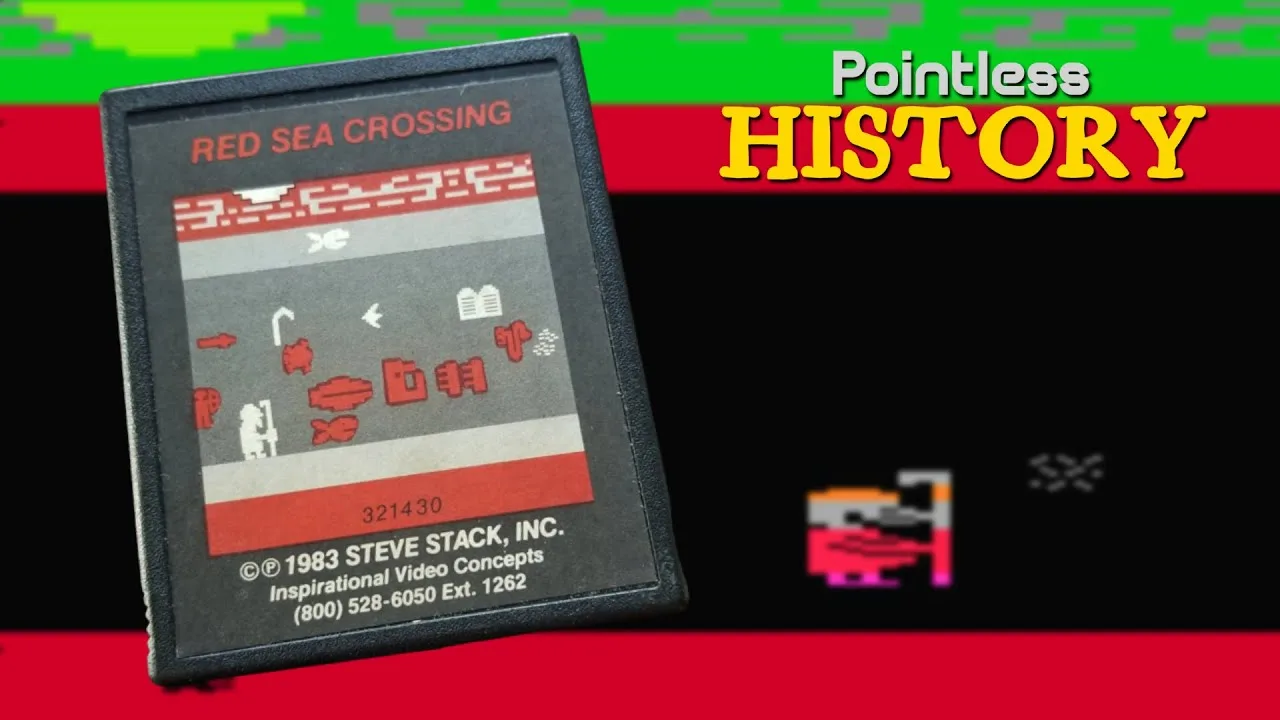 Pointless
HISTORY
RED SEA CROSSING
321430
©℗ 1983 STEVE STACK, INC.
Inspirational Video Concepts
(800) 528-6050 Ext. 1262